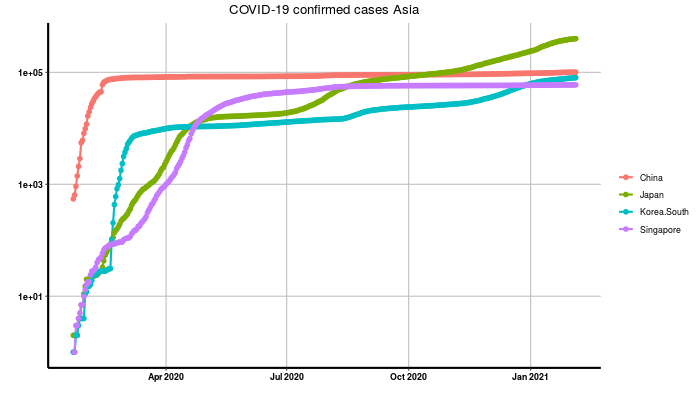 COVID-19 confirmed cases Asia
1e+05
1e+03
1e+01
Apr 2020 Jul 2020 Oct 2020 Jan 2021
China
Japan
Korea.South
Singapore